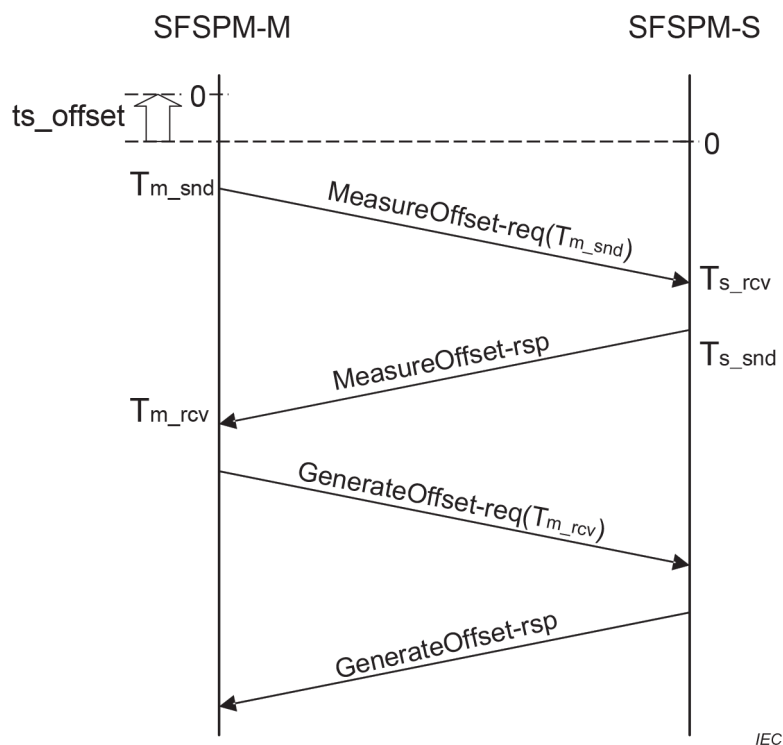 SFSPM-M
SFSPM-S
0
ts_offset
0
Tm_snd
MeasureOffset-req(Tm_snd)
Ts_rcv
MeasureOffset-rsp
Ts_snd
Tm_rcv
GenerateOffset-req(Tm_rcv)
GenerateOffset-rsp
IEC